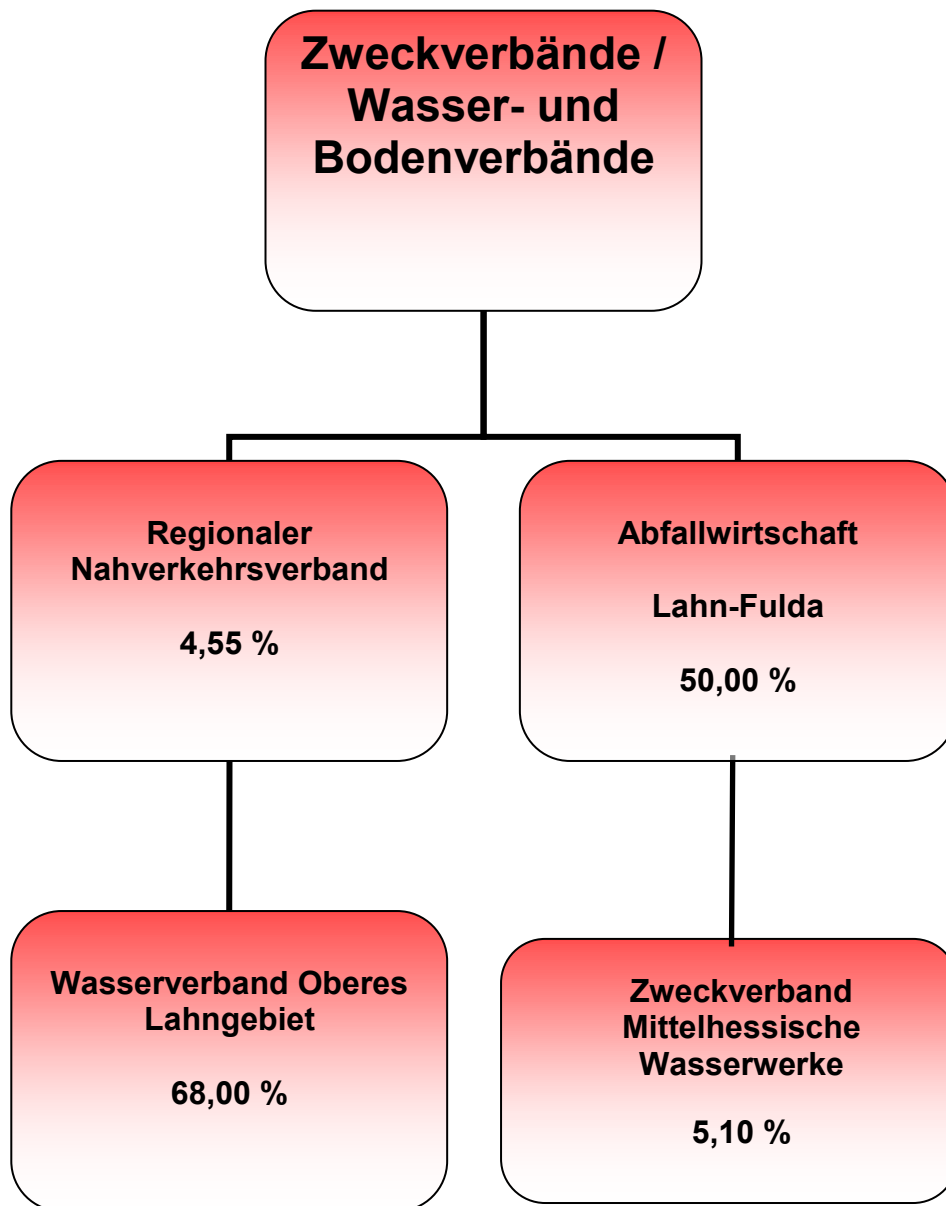 Zweckverbände /
Wasser- und
Bodenverbände
Regionaler
Nahverkehrsverband
4,55 %
Abfallwirtschaft
Lahn-Fulda
50,00 %
Wasserverband Oberes
Lahngebiet
68,00 %
Zweckverband
Mittelhessische
Wasserwerke
5,10 %